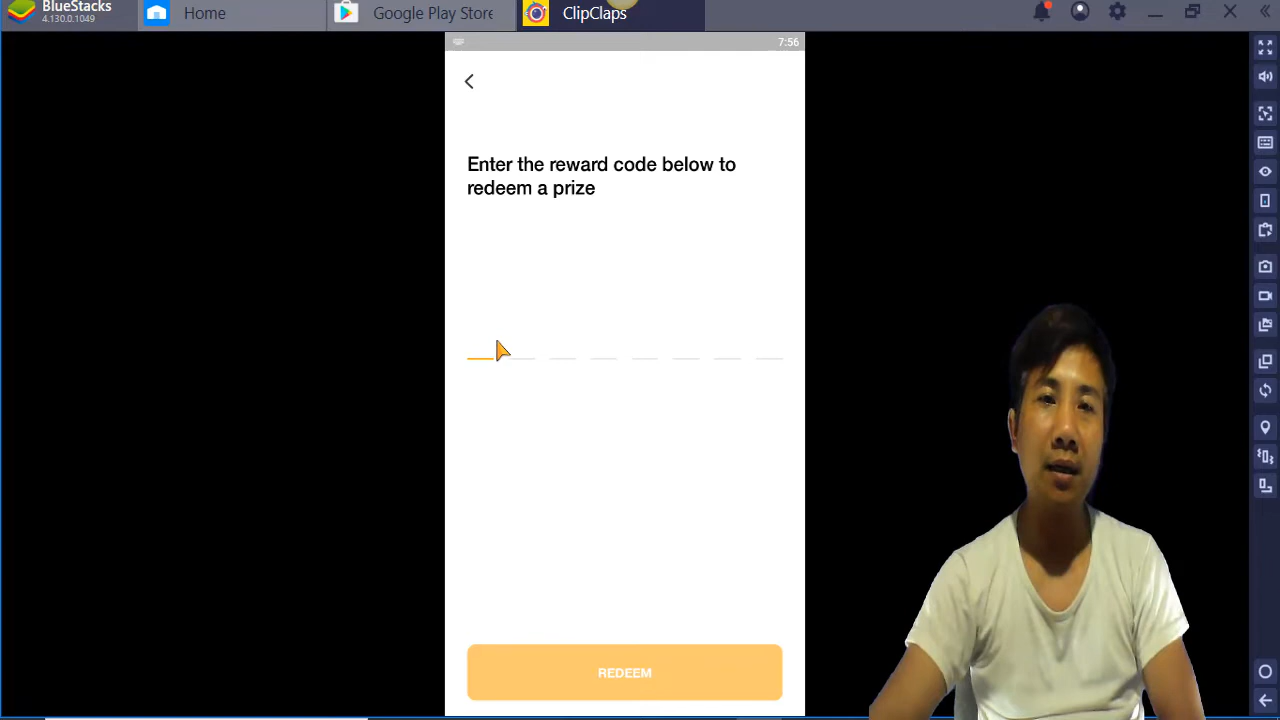 BlueStacks
4.130.0.1049
Home
Google Play Store
ClipClaps
7:56
Enter the reward code below to
redeem a prize
REDEEM